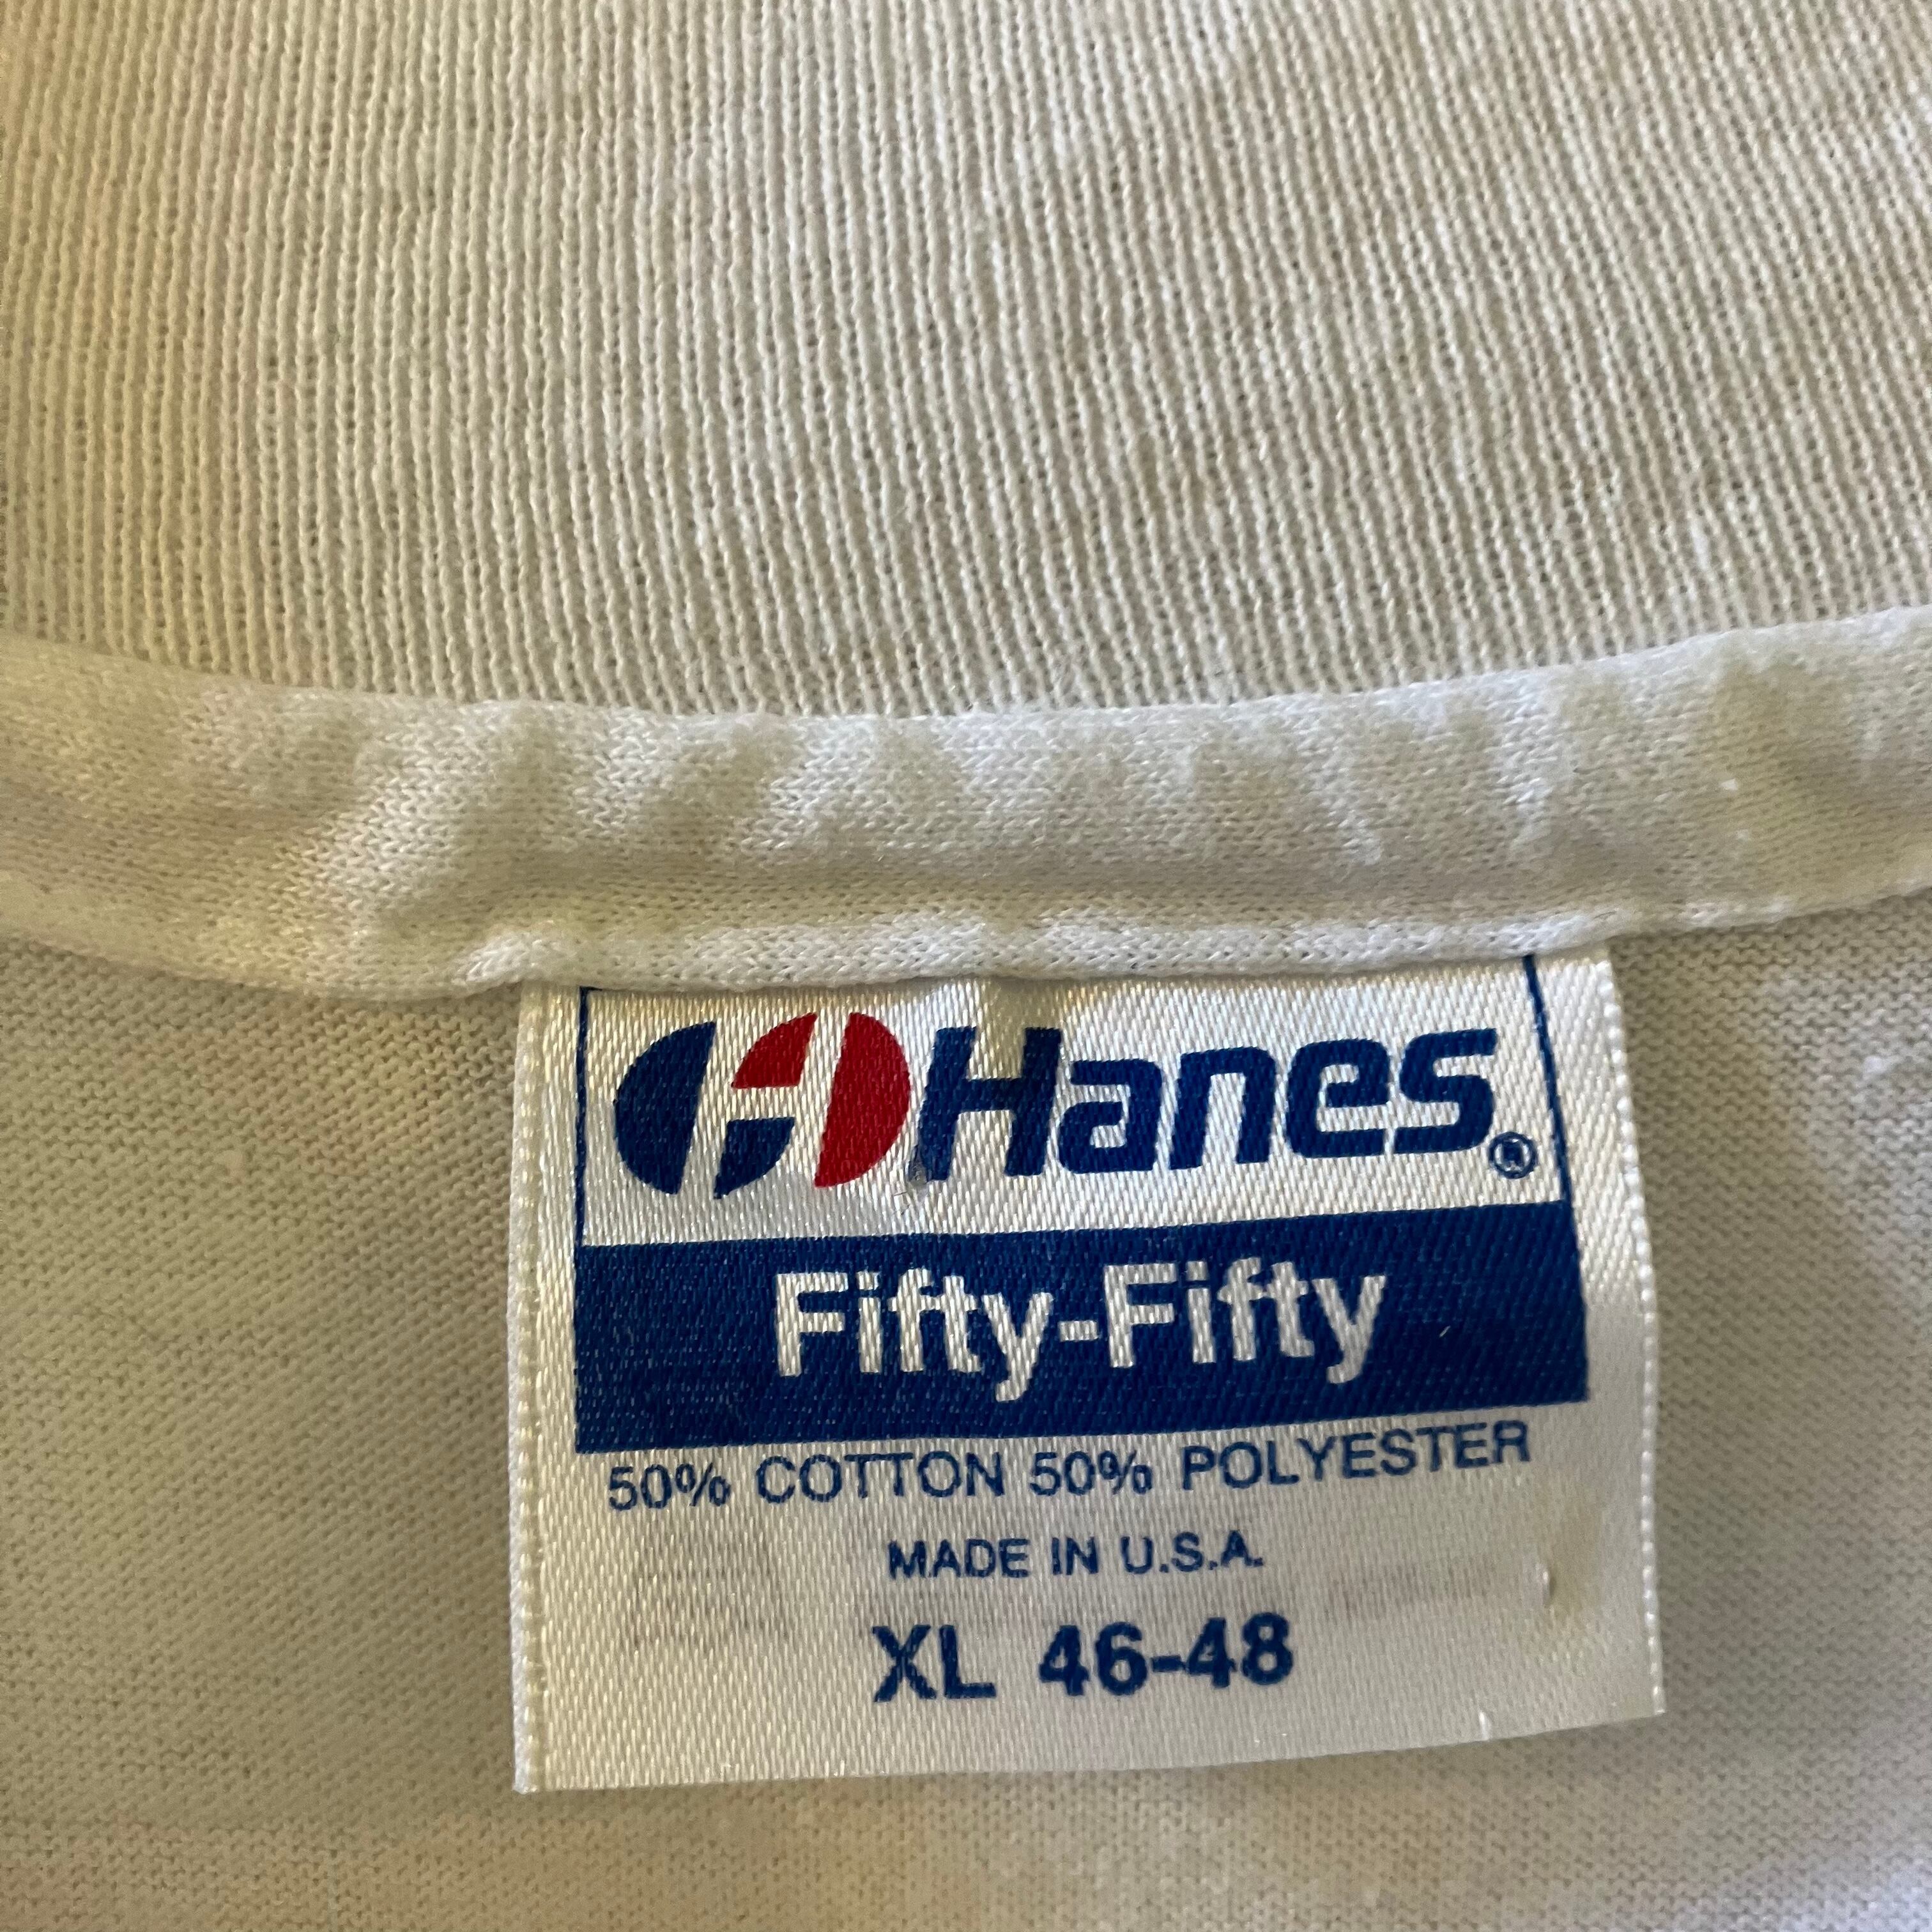 Hanes®
Fifty-Fifty
50% COTTON 50% POLYESTER
MADE IN U.S.A.
XL 46-48